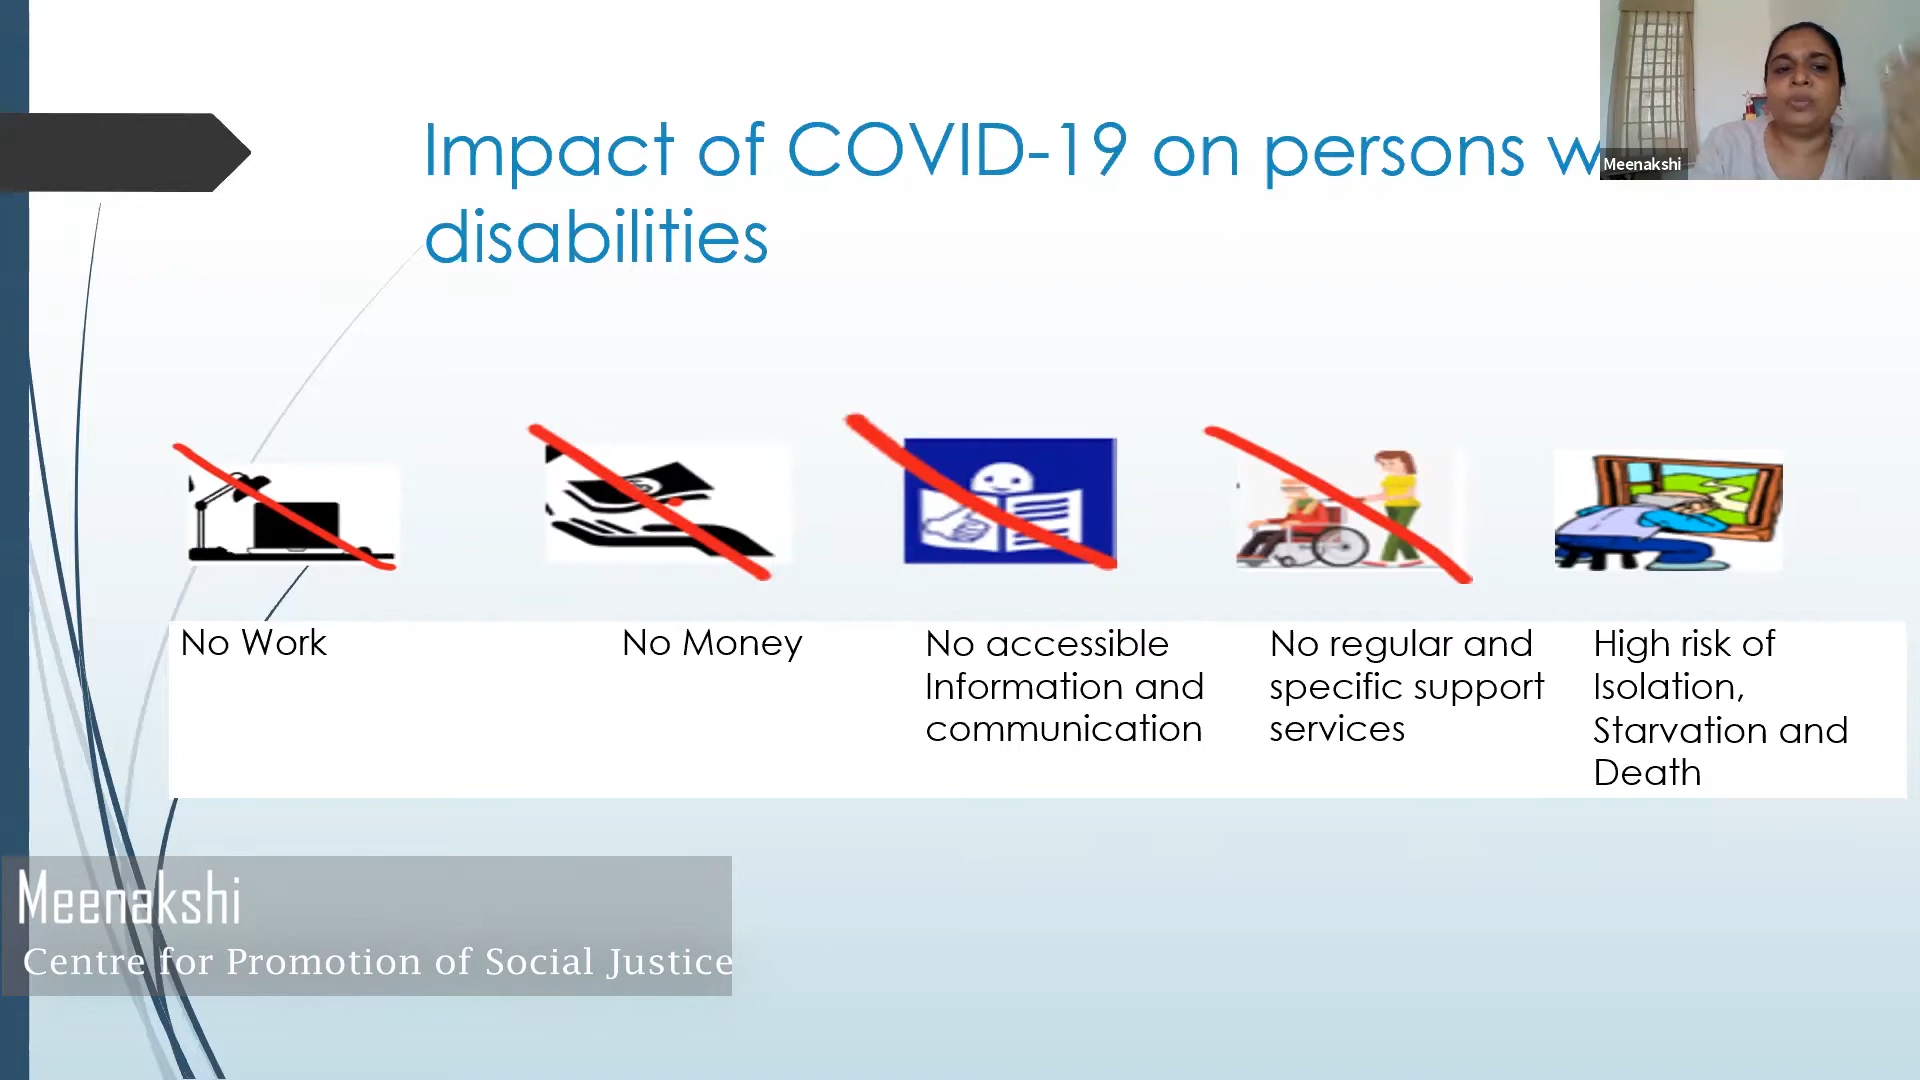 Impact of COVID-19 on persons w
disabilities
Meenakshi
No Work
No Money
No accessible
Information and
communication
No regular and
specific support
services
High risk of
Isolation,
Starvation and
Death
Meenakshi
Centre for Promotion of Social Justice